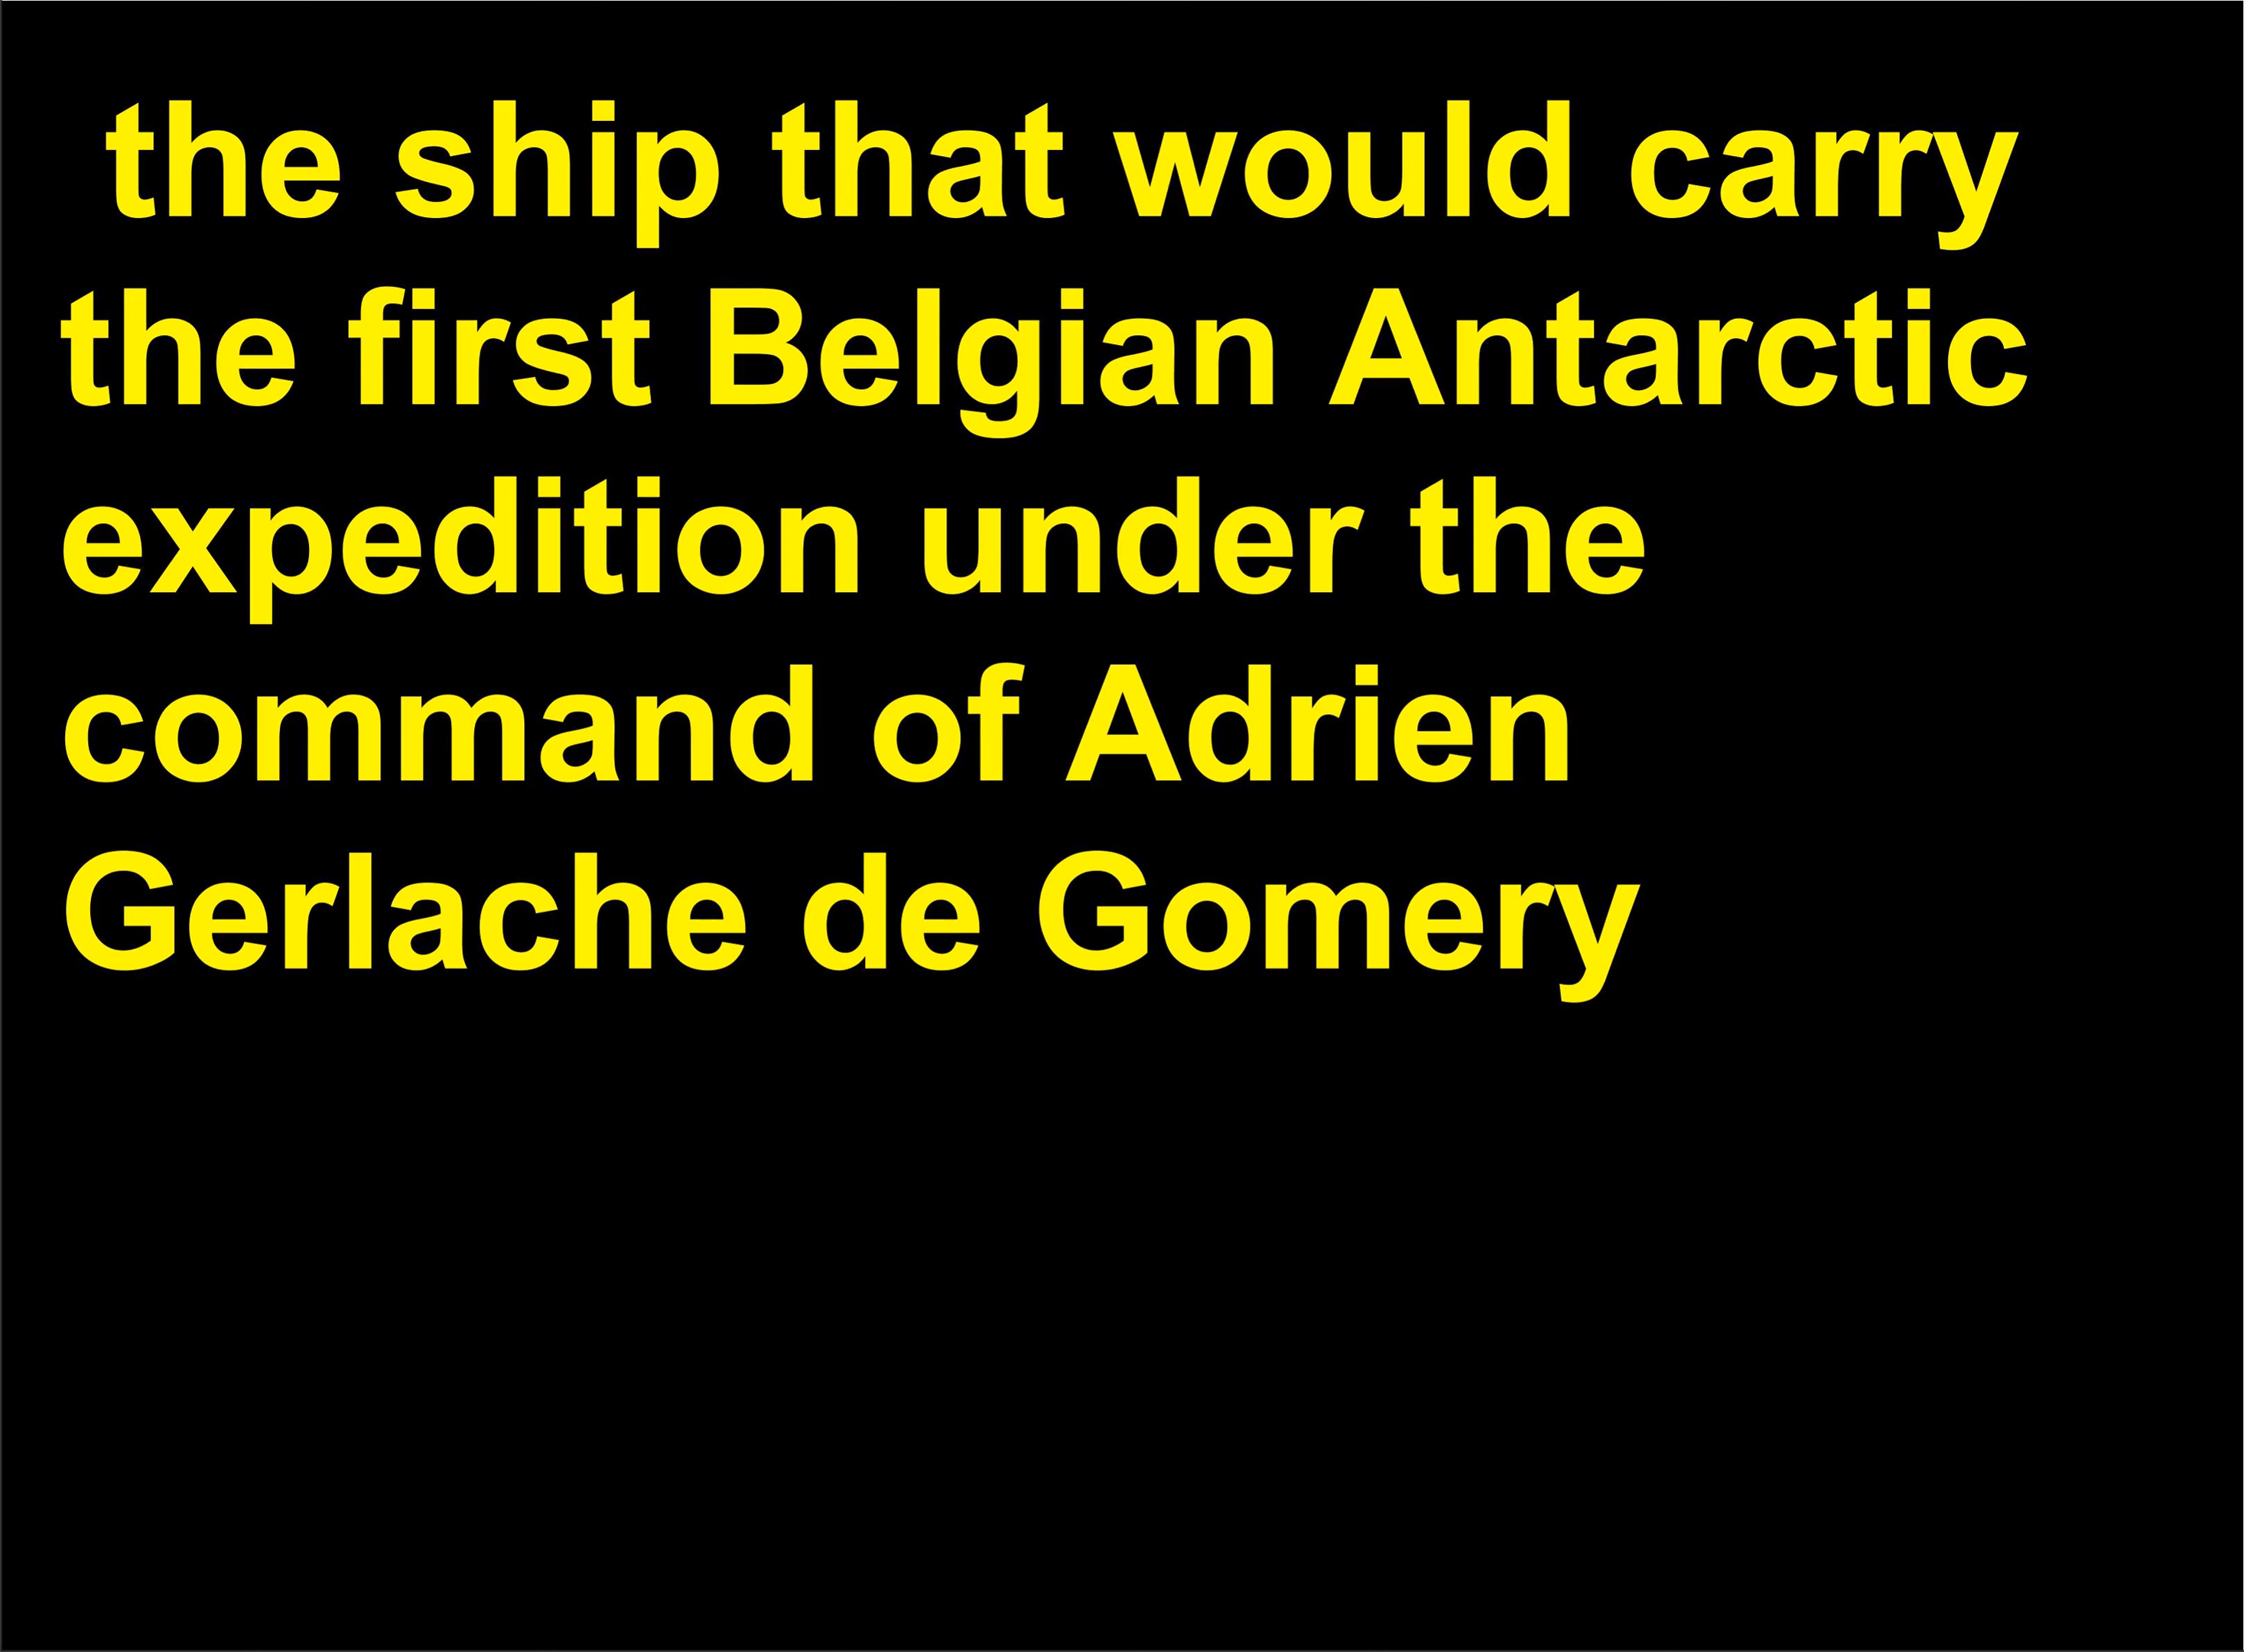 the ship that would carry
the first Belgian Antarctic
expedition under the
command of Adrien
Gerlache de Gomery